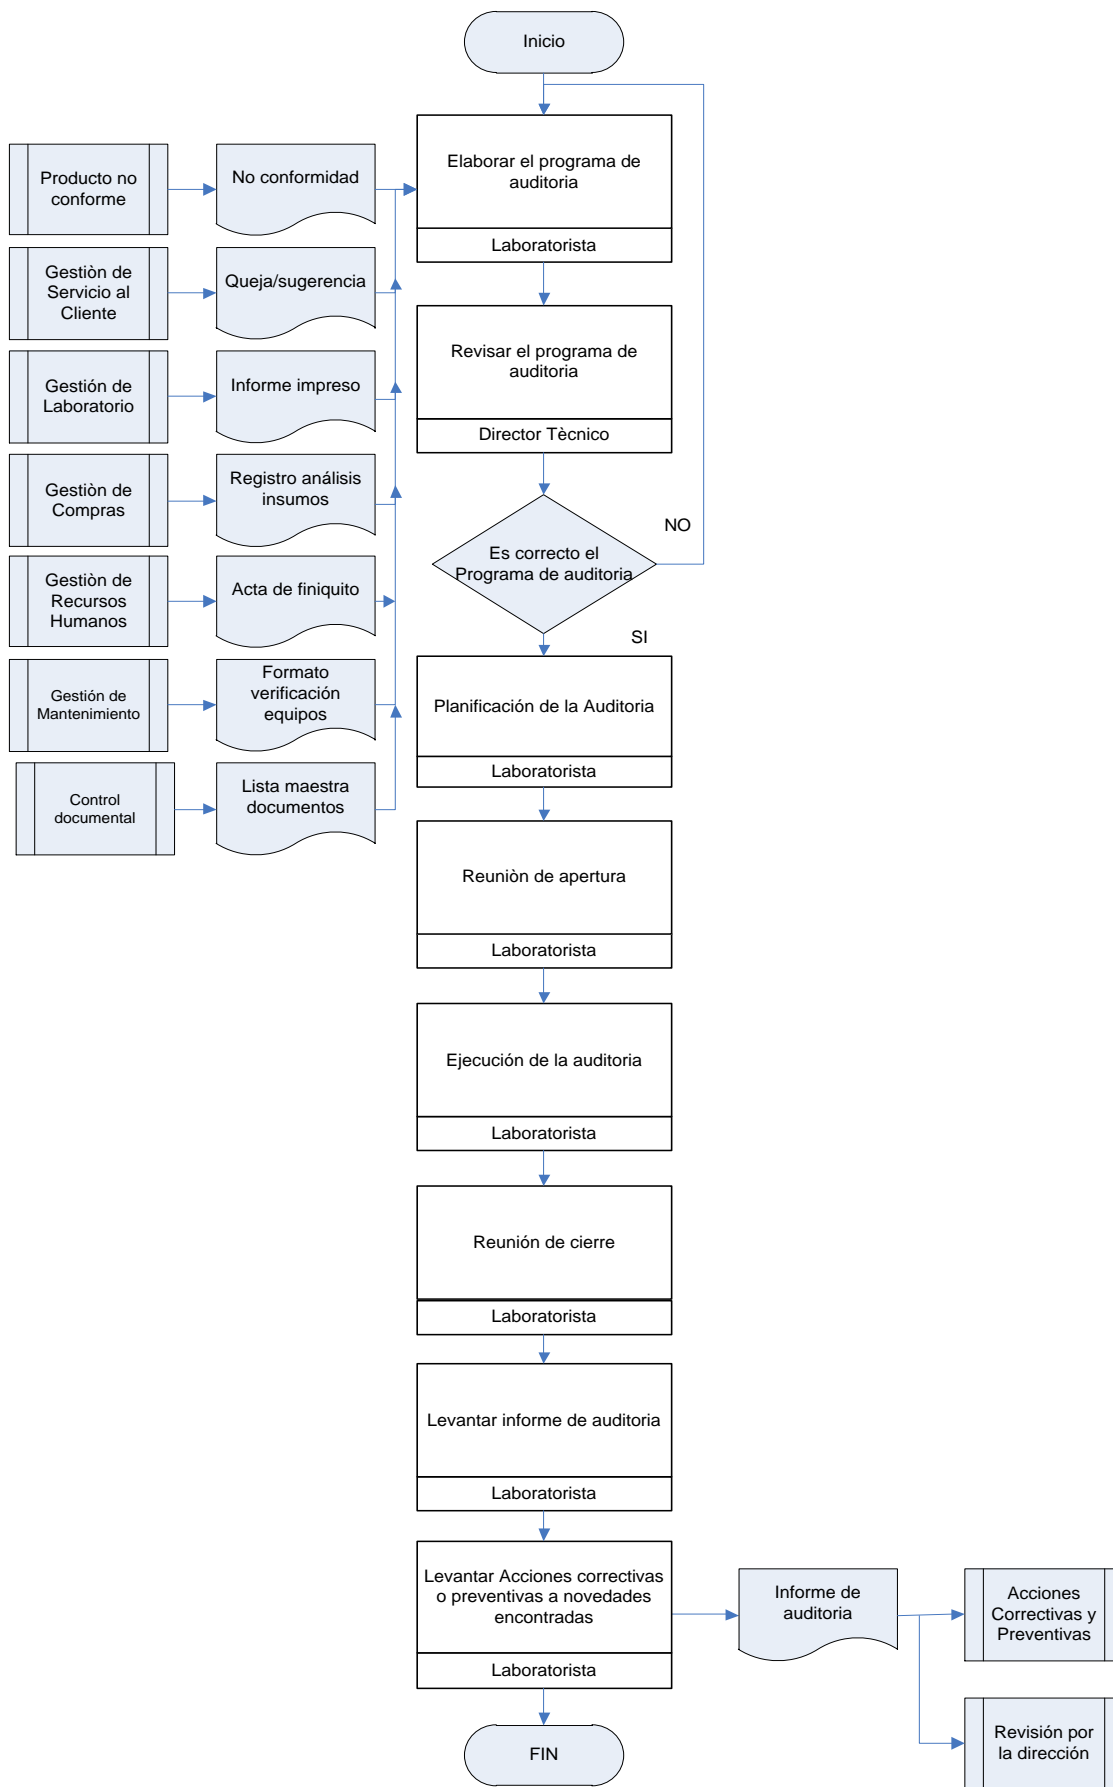 Inicio
Elaborar el programa de
auditoria
Laboratorista
Producto no
conforme
No conformidad
Gestiòn de
Servicio al
Cliente
Queja/sugerencia
Gestión de
Laboratorio
Informe impreso
Gestiòn de
Compras
Registro análisis
insumos
Gestiòn de
Recursos
Humanos
Acta de finiquito
Gestión de
Mantenimiento
Formato
verificación
equipos
Control
documental
Lista maestra
documentos
Revisar el programa de
auditoria
Director Tècnico
Es correcto el
Programa de auditoria
NO
SI
Planificación de la Auditoria
Laboratorista
Reuniòn de apertura
Laboratorista
Ejecución de la auditoria
Laboratorista
Reunión de cierre
Laboratorista
Levantar informe de auditoria
Laboratorista
Levantar Acciones correctivas
o preventivas a novedades
encontradas
Laboratorista
Informe de
auditoria
Acciones
Correctivas y
Preventivas
Revisión por
la dirección
FIN